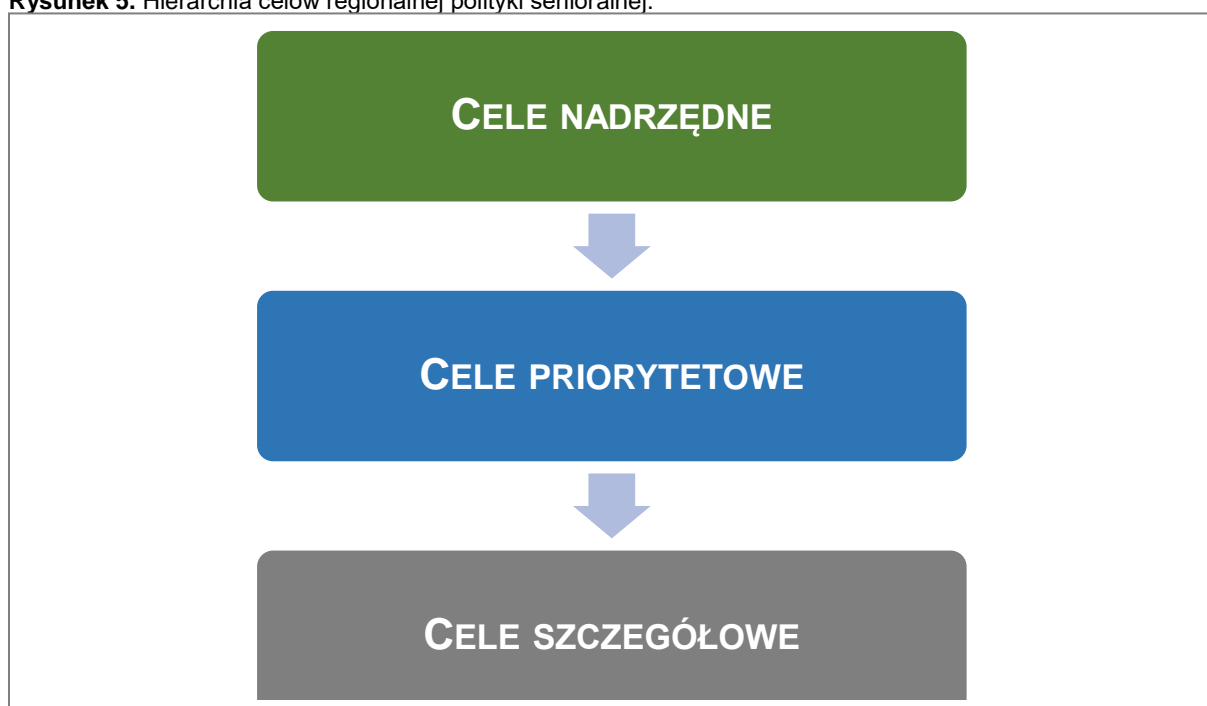 Rysunek 5. Hierarchia celów regionalnej polityki senioralnej.
CELE NADRZĘDNE
CELE PRIORYTETOWE
CELE SZCZEGÓŁOWE